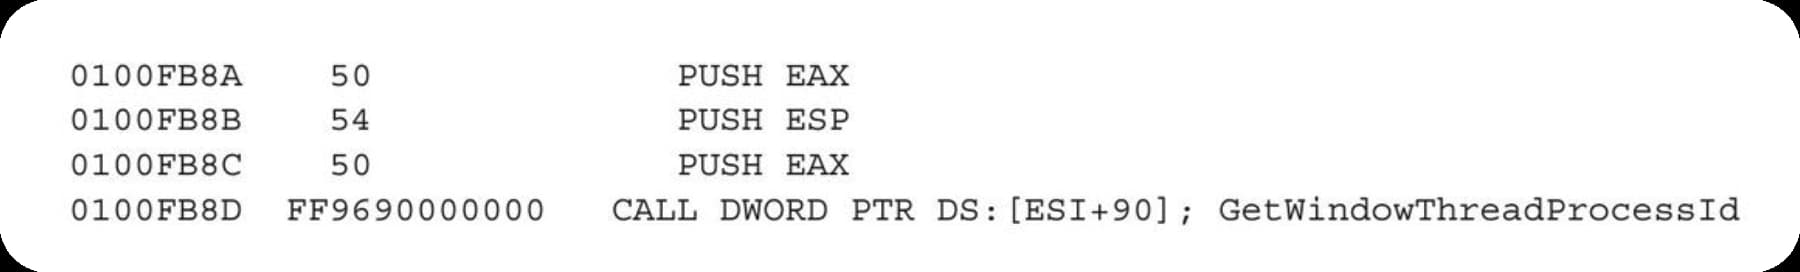 0100FB8A 50 PUSH EAX
0100FB8B 54 PUSH ESP
0100FB8C 50 PUSH EAX
0100FB8D FF9690000000 CALL DWORD PTR DS:[ESI+90]; GetWindowThreadProcessId